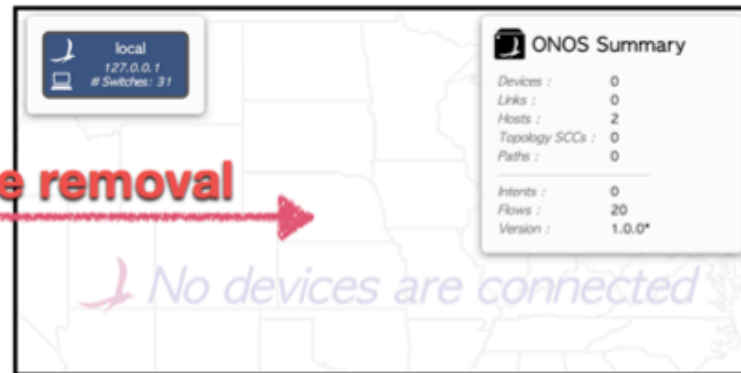 local
127.0.0.1
# Switches: 31
ONOS Summary
Devices : 0
Links : 0
Hosts : 2
Topology SCCs : 0
Paths : 0
Intents : 0
Flows : 20
Version : 1.0.0*
e removal
No devices are connected